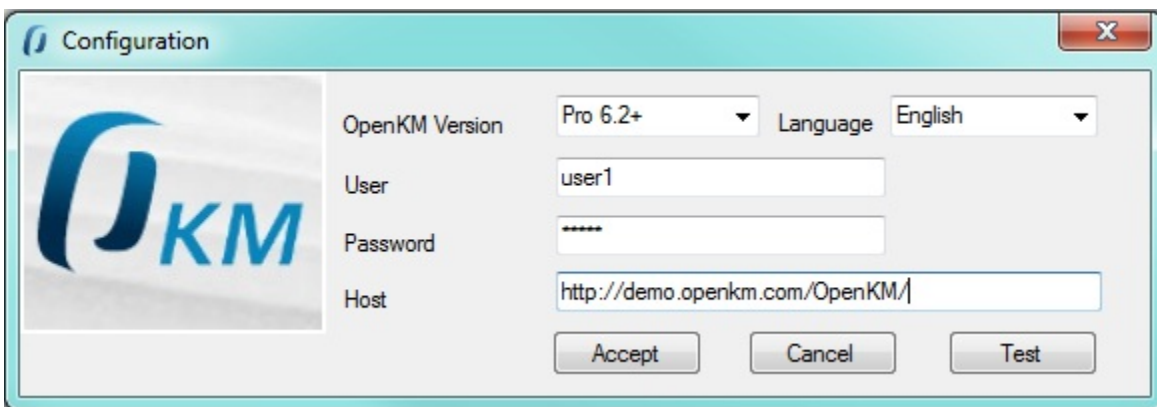 Configuration
OpenKM Version Pro 6.2+ Language English
User user1
Password *****
Host http://demo.openkm.com/OpenKM/
KM
Accept Cancel Test